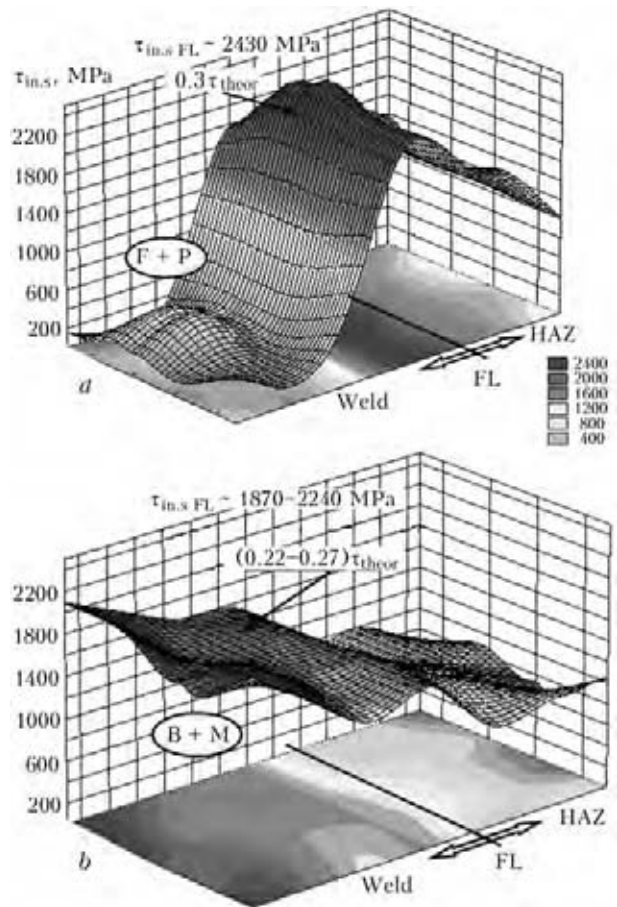 τin.s FL ~ 2430 MPa
τin.s, MPa
0.3τtheor
2200
1800
1400
1000
600
200
F + P
a
HAZ
FL
Weld
2400
2000
1600
1200
800
400
τin.s FL ~ 1870–2240 MPa
(0.22–0.27)τtheor
2200
1800
1400
1000
600
200
B + M
b
HAZ
FL
Weld